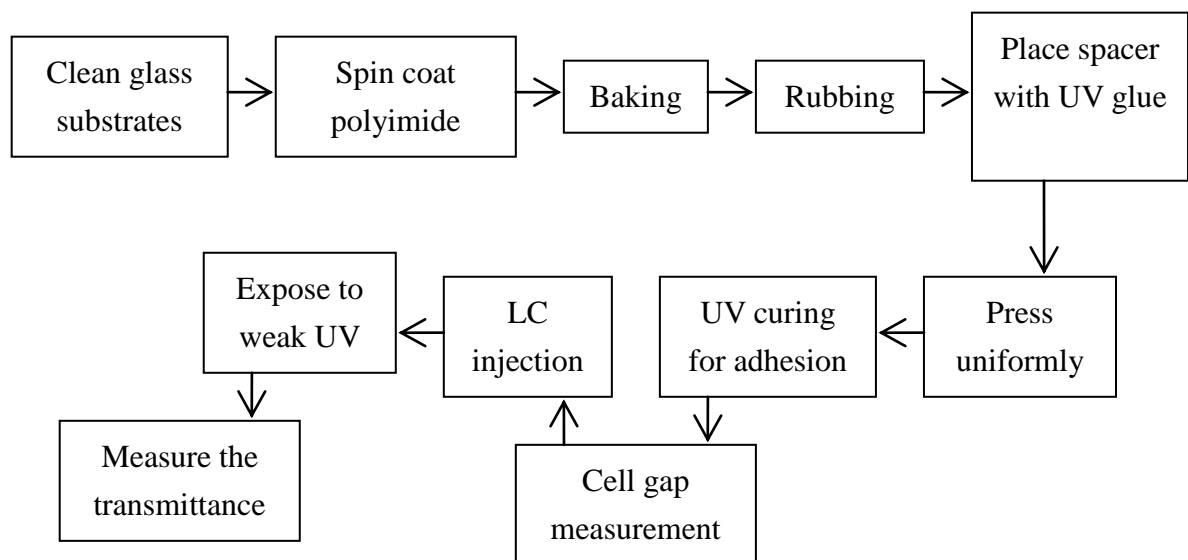 Clean glass
substrates
Spin coat
polyimide
Baking
Rubbing
Place spacer
with UV glue
Press
uniformly
UV curing
for adhesion
Cell gap
measurement
LC
injection
Expose to
weak UV
Measure the
transmittance